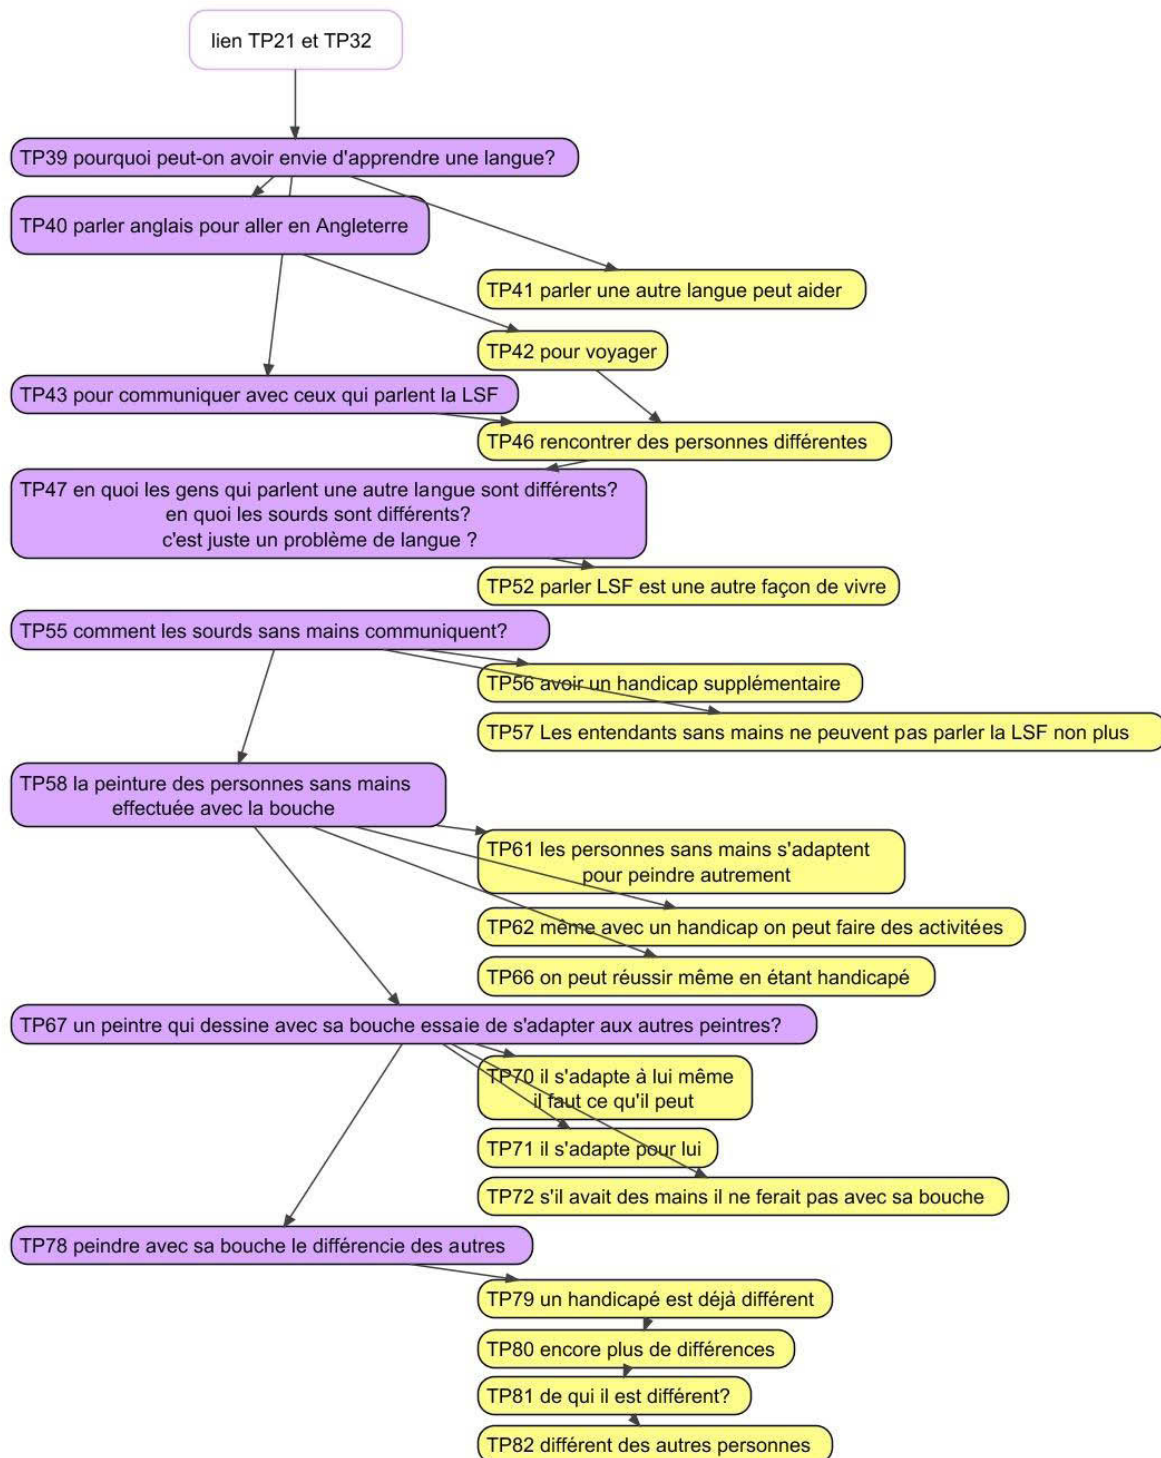 lien TP21 et TP32
TP39 pourquoi peut-on avoir envie d'apprendre une langue?
TP40 parler anglais pour aller en Angleterre
TP41 parler une autre langue peut aider
TP42 pour voyager
TP43 pour communiquer avec ceux qui parlent la LSF
TP46 rencontrer des personnes différentes
TP47 en quoi les gens qui parlent une autre langue sont différents?
en quoi les sourds sont différents?
c'est juste un problème de langue ?
TP52 parler LSF est une autre façon de vivre
TP55 comment les sourds sans mains communiquent?
TP56 avoir un handicap supplémentaire
TP57 Les entendants sans mains ne peuvent pas parler la LSF non plus
TP58 la peinture des personnes sans mains
effectuée avec la bouche
TP61 les personnes sans mains s'adaptent
pour peindre autrement
TP62 même avec un handicap on peut faire des activitées
TP66 on peut réussir même en étant handicapé
TP67 un peintre qui dessine avec sa bouche essaie de s'adapter aux autres peintres?
TP70 il s'adapte à lui même
il faut ce qu'il peut
TP71 il s'adapte pour lui
TP72 s'il avait des mains il ne ferait pas avec sa bouche
TP78 peindre avec sa bouche le différencie des autres
TP79 un handicapé est déjà différent
TP80 encore plus de différences
TP81 de qui il est différent?
TP82 différent des autres personnes